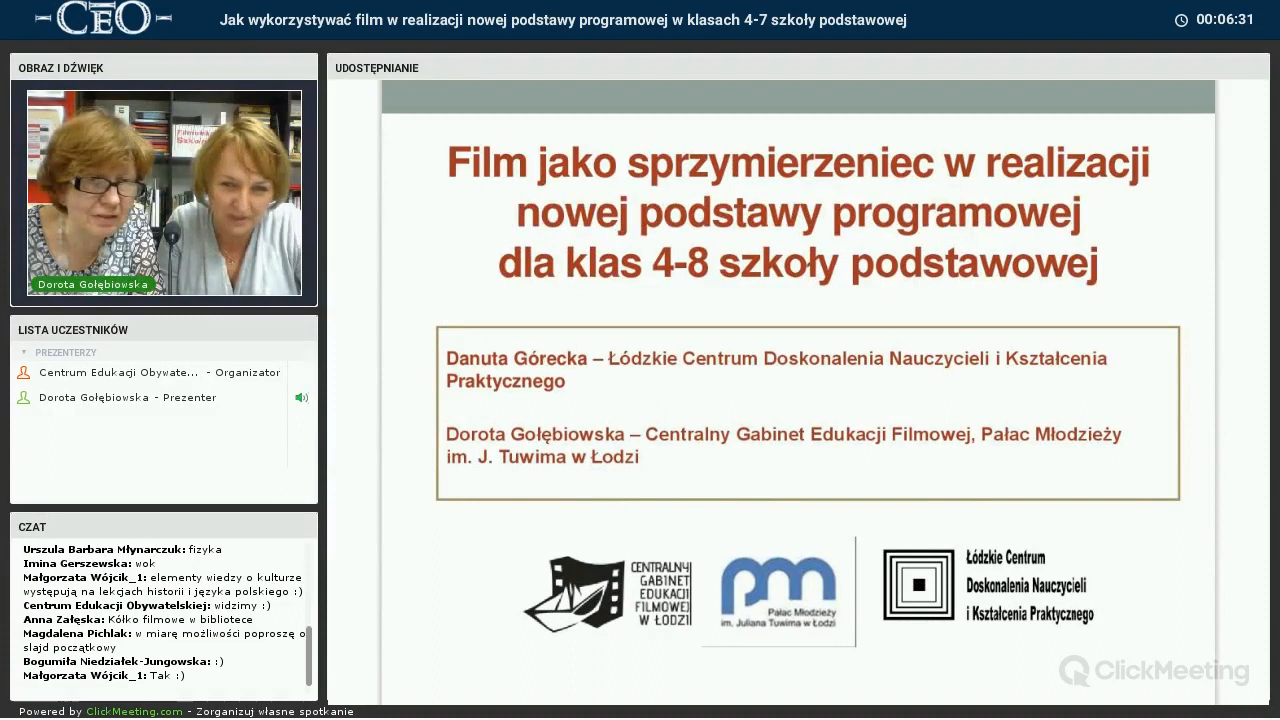 CEO
Jak wykorzystywać film w realizacji nowej podstawy programowej w klasach 4-7 szkoły podstawowej
00:06:31
OBRAZ I DŹWIĘK
Dorota Gołębiowska
LISTA UCZESTNIKÓW
PREZENTERZY
Centrum Edukacji Obywate... - Organizator
Dorota Gołębiowska - Prezenter
CZAT
Urszula Barbara Młynarczuk: fizyka
Imina Gerszewska: wok
Małgorzata Wójcik_1: elementy wiedzy o kulturze
występują na lekcjach historii i języka polskiego :)
Centrum Edukacji Obywatelskiej: widzimy :)
Anna Załęska: Kółko filmowe w bibliotece
Magdalena Pichlak: w miarę możliwości poproszę o
slajd początkowy
Bogumiła Niedziałek-Jungowska: :)
Małgorzata Wójcik_1: Tak :)
Powered by ClickMeeting.com - Zorganizuj własne spotkanie
UDOSTĘPNIANIE
Film jako sprzymierzeniec w realizacji
nowej podstawy programowej
dla klas 4-8 szkoły podstawowej
Danuta Górecka – Łódzkie Centrum Doskonalenia Nauczycieli i Kształcenia
Praktycznego
Dorota Gołębiowska – Centralny Gabinet Edukacji Filmowej, Pałac Młodzieży
im. J. Tuwima w Łodzi
CENTRALNY
GABINET
EDUKACJI
FILMOWEJ
W ŁODZI
pm
Pałac Młodzieży
im. Juliana Tuwima w Łodzi
Łódzkie Centrum
Doskonalenia Nauczycieli
i Kształcenia Praktycznego
ClickMeeting